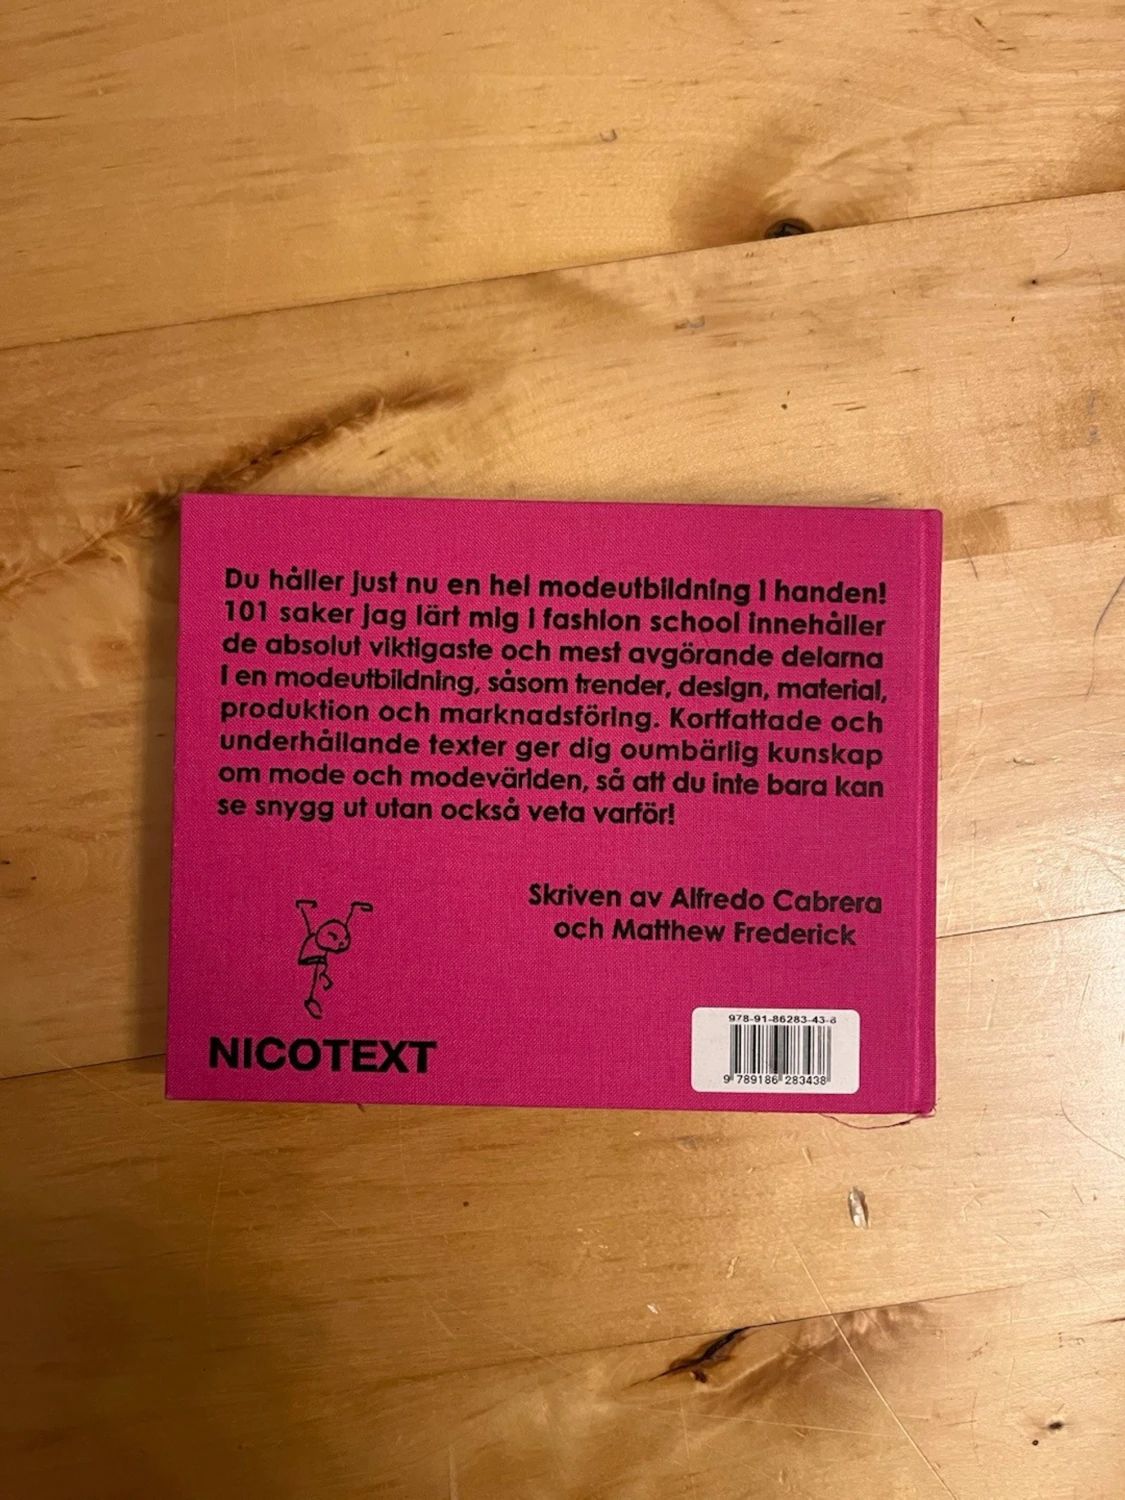 Du håller just nu en hel modeutbildning i handen!
101 saker jag lärt mig i fashion school innehåller
de absolut viktigaste och mest avgörande delarna
i en modeutbildning, såsom trender, design, material,
produktion och marknadsföring. Kortfattade och
underhållande texter ger dig oumbärlig kunskap
om mode och modevärlden, så att du inte bara kan
se snygg ut utan också veta varför!
Skriven av Alfredo Cabrera
och Matthew Frederick
NICOTEXT
978-91-86283-43-8
9 789186 283438